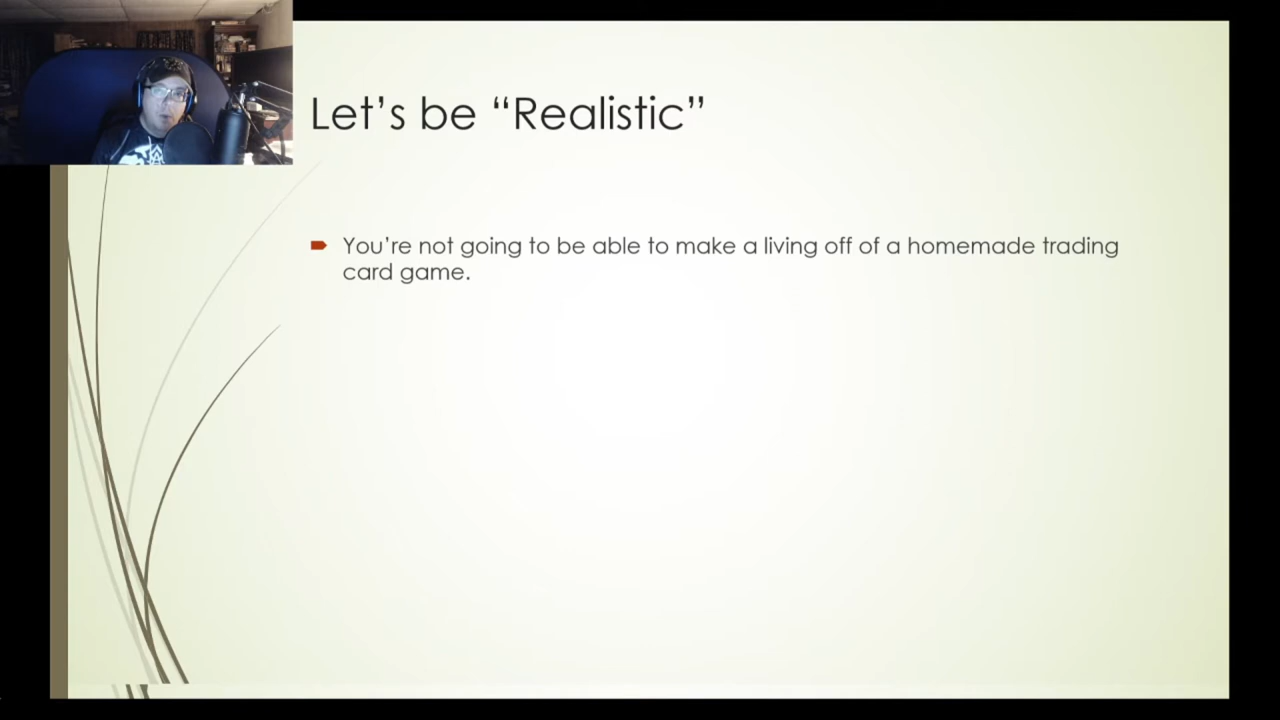 Let's be “Realistic”
You're not going to be able to make a living off of a homemade trading
card game.